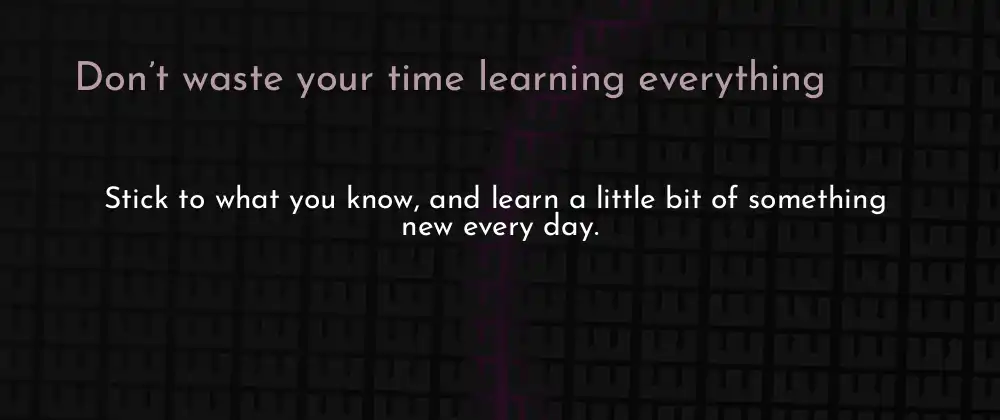 Don’t waste your time learning everything
Stick to what you know, and learn a little bit of something
new every day.